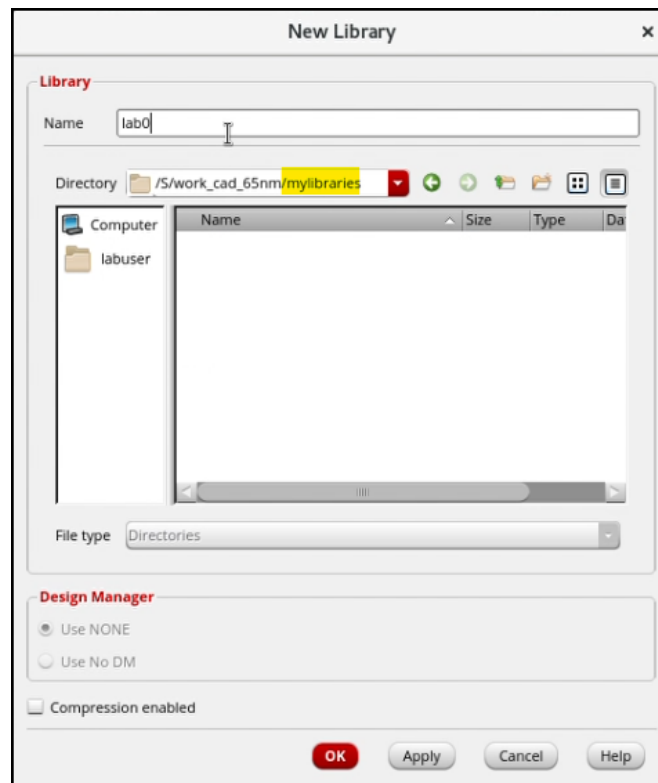 New Library
Library
Name lab0
Directory /S/work_cad_65nm/mylibraries
Name Size Type Da
Computer
labuser
File type Directories
Design Manager
Use NONE
Use No DM
Compression enabled
OK Apply Cancel Help